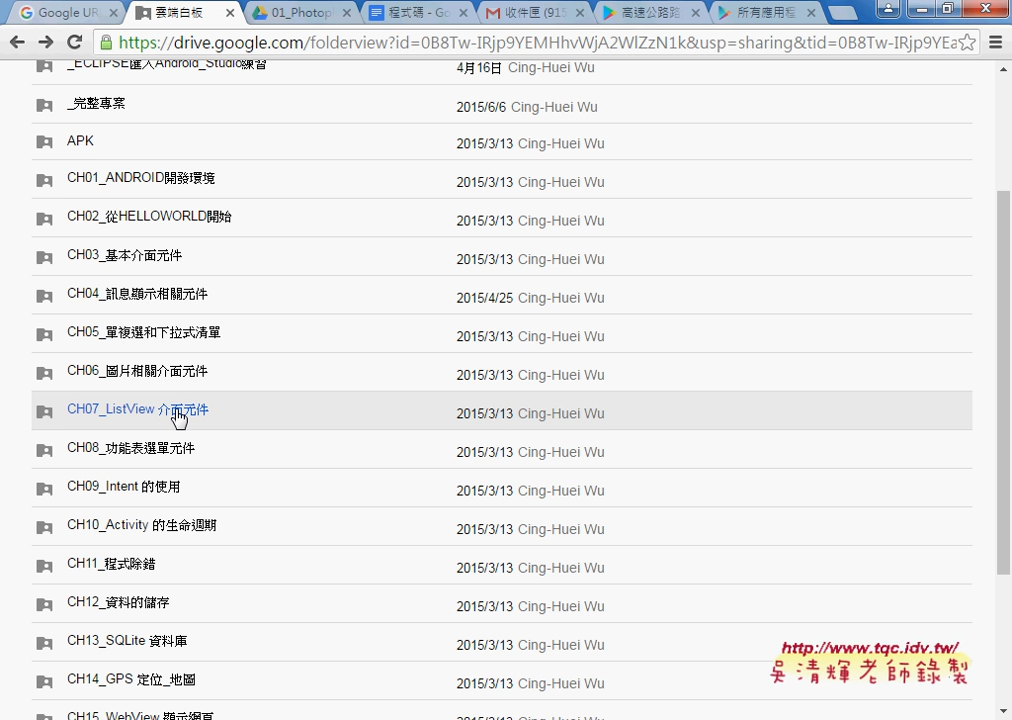 Google UR
雲端白板
01_Photop
程式碼 - Go
收件匣 (915
高速公路路
所有應用程
https://drive.google.com/folderview?id=0B8Tw-IRjp9YEMHhvWjA2WlZzN1k&usp=sharing&tid=0B8Tw-IRjp9YEa
_ECLIPSE匯入Android_Studio練習 4月16日 Cing-Huei Wu
_完整專案 2015/6/6 Cing-Huei Wu
APK 2015/3/13 Cing-Huei Wu
CH01_ANDROID開發環境 2015/3/13 Cing-Huei Wu
CH02_從HELLOWORLD開始 2015/3/13 Cing-Huei Wu
CH03_基本介面元件 2015/3/13 Cing-Huei Wu
CH04_訊息顯示相關元件 2015/4/25 Cing-Huei Wu
CH05_單複選和下拉式清單 2015/3/13 Cing-Huei Wu
CH06_圖片相關介面元件 2015/3/13 Cing-Huei Wu
CH07_ListView 介面元件 2015/3/13 Cing-Huei Wu
CH08_功能表選單元件 2015/3/13 Cing-Huei Wu
CH09_Intent 的使用 2015/3/13 Cing-Huei Wu
CH10_Activity 的生命週期 2015/3/13 Cing-Huei Wu
CH11_程式除錯 2015/3/13 Cing-Huei Wu
CH12_資料的儲存 2015/3/13 Cing-Huei Wu
CH13_SQLite 資料庫 2015/3/13 Cing-Huei Wu
CH14_GPS 定位_地圖 2015/3/13 Cing-Huei Wu
CH15_WebView 顯示網頁 2015/3/13 Cing-Huei Wu
http://www.tqc.idv.tw/
吳清輝老師錄製